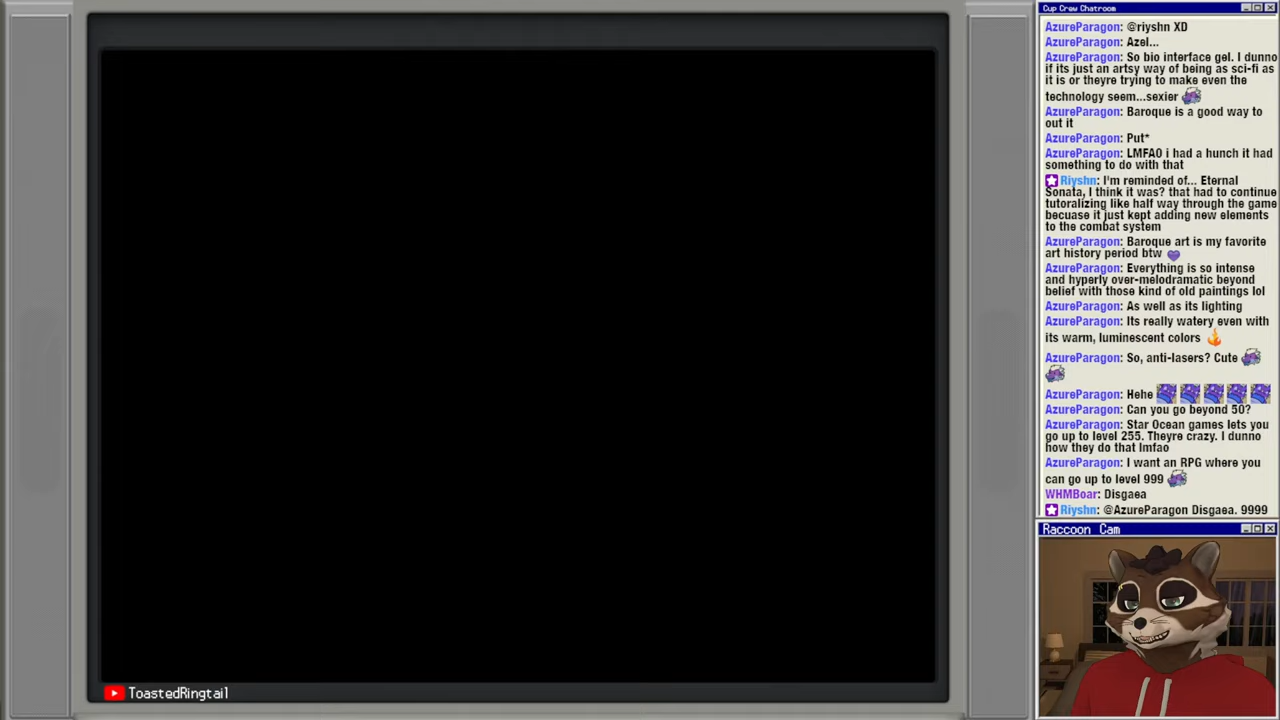 Cup Crew Chatroom
AzureParagon: @riyshn XD
AzureParagon: Azel...
AzureParagon: So bio interface gel. I dunno
if its just an artsy way of being as sci-fi as
it is or theyre trying to make even the
technology seem...sexier
AzureParagon: Baroque is a good way to
out it
AzureParagon: Put*
AzureParagon: LMFAO i had a hunch it had
something to do with that
Riyshn: I'm reminded of... Eternal
Sonata, I think it was? that had to continue
tutoralizing like half way through the game
becuase it just kept adding new elements
to the combat system
AzureParagon: Baroque art is my favorite
art history period btw
AzureParagon: Everything is so intense
and hyperly over-melodramatic beyond
belief with those kind of old paintings lol
AzureParagon: As well as its lighting
AzureParagon: Its really watery even with
its warm, luminescent colors
AzureParagon: So, anti-lasers? Cute
AzureParagon: Hehe
AzureParagon: Can you go beyond 50?
AzureParagon: Star Ocean games lets you
go up to level 255. Theyre crazy. I dunno
how they do that lmfao
AzureParagon: I want an RPG where you
can go up to level 999
WHMBoar: Disgaea
Riyshn: @AzureParagon Disgaea. 9999
Raccoon Cam
ToastedRingtail